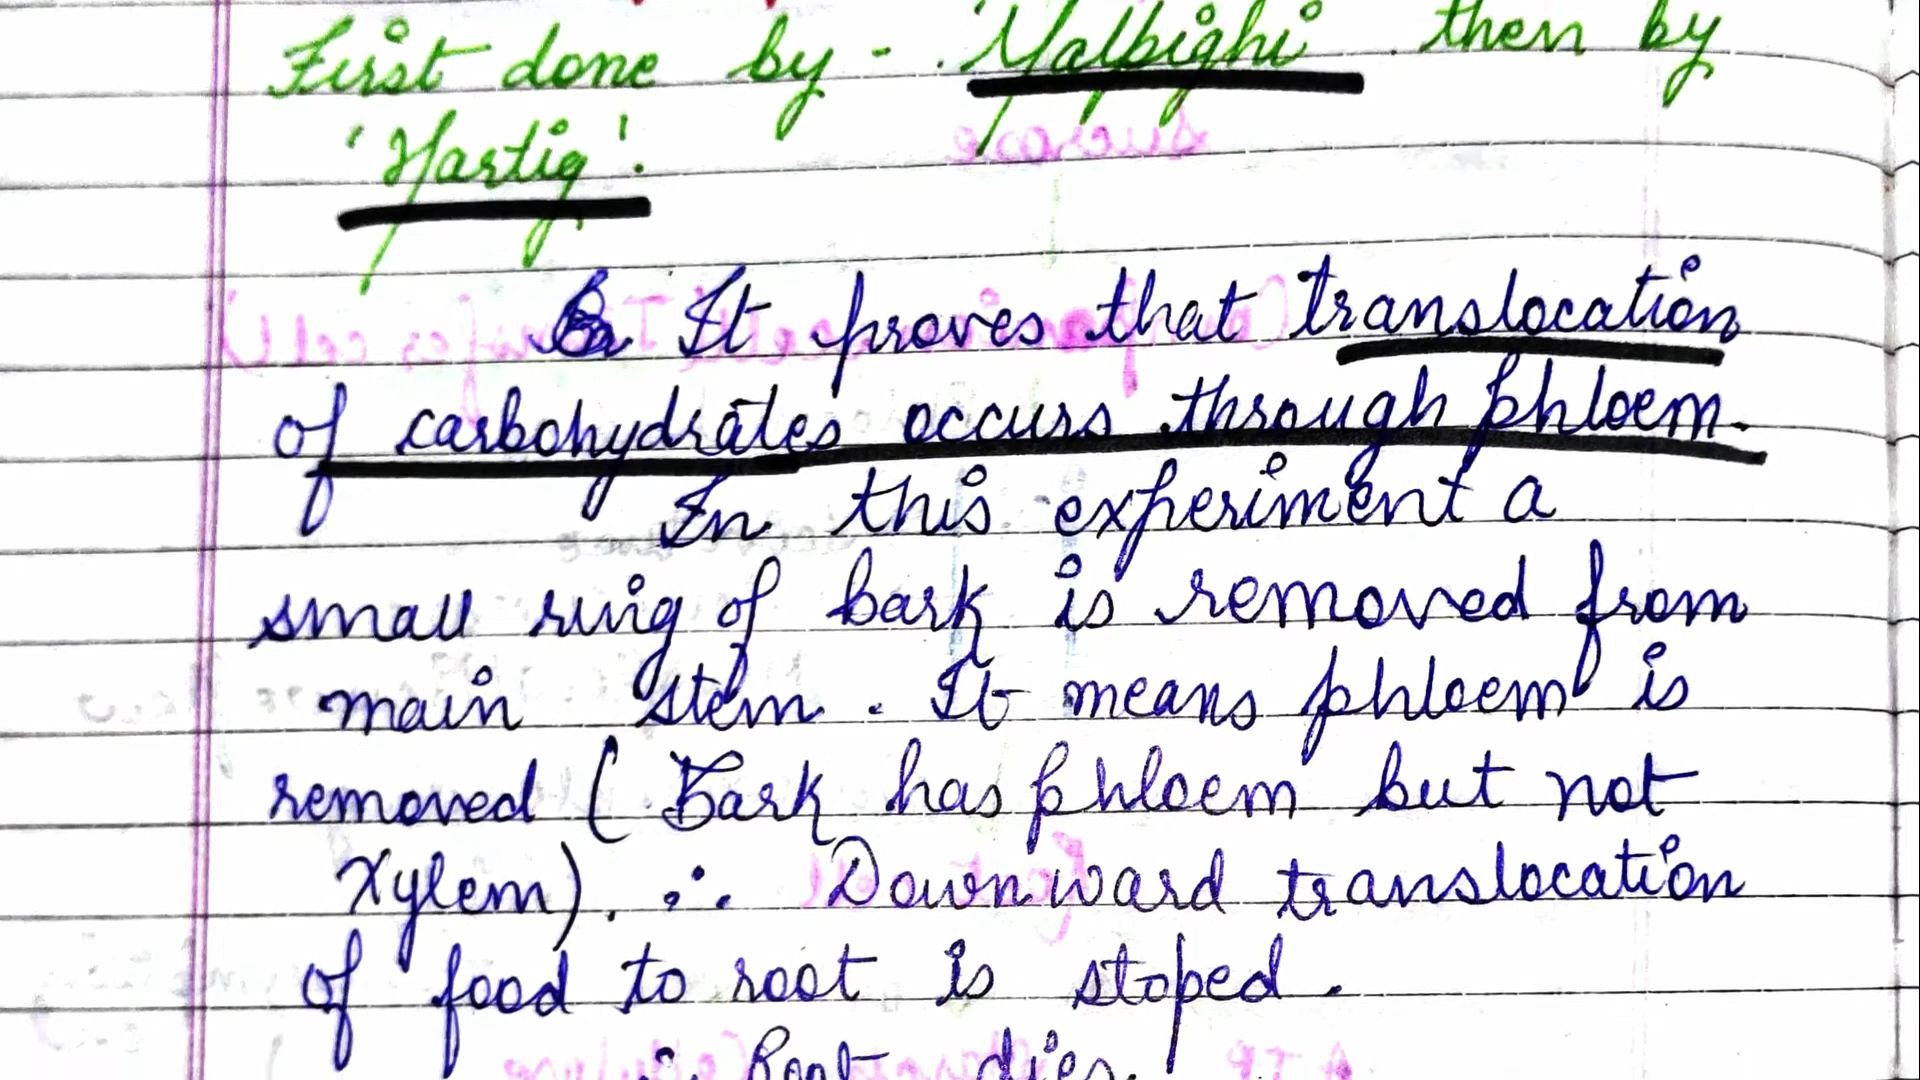 First done by - 'Malpighi' then by
'Hartig'.
It proves that translocation
of carbohydrates occurs through phloem.
In this experiment a
small ring of bark is removed from
main stem. It means phloem is
removed (Bark has phloem but not
Xylem). ∴ Downward translocation
of food to root is stoped.
∴ Root dies.